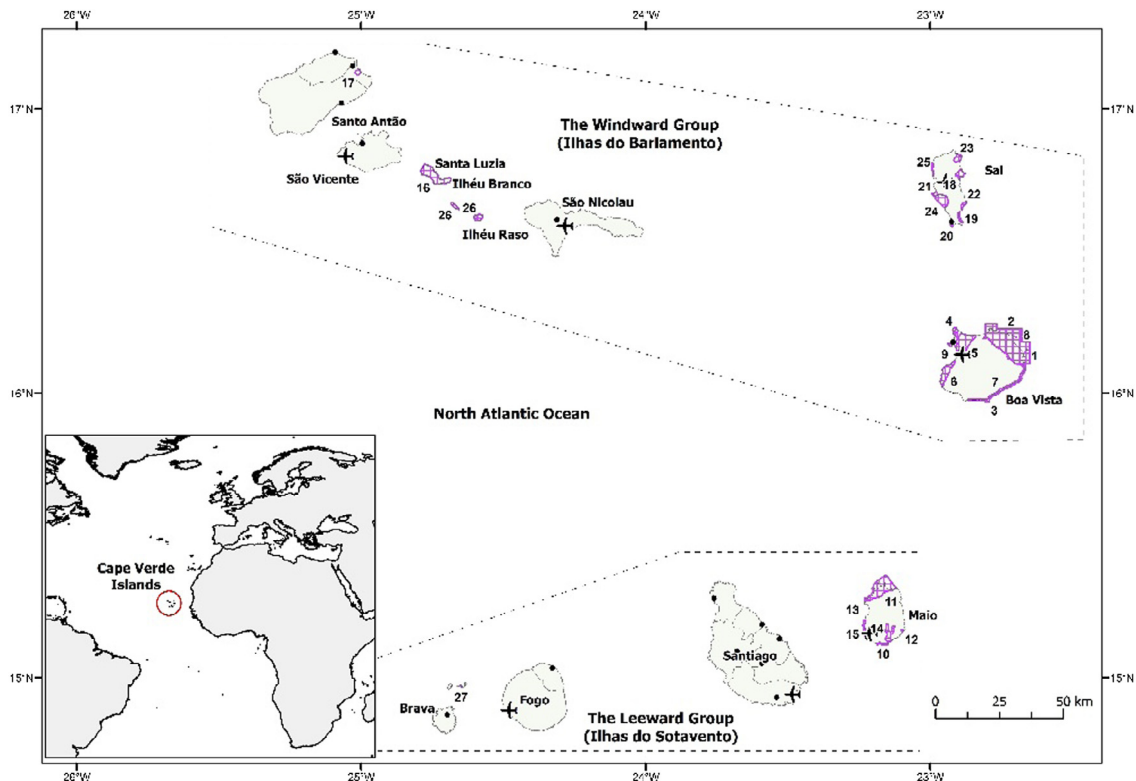 26°W 25°W 24°W 23°W
17°N 17°N
17
Santo Antão
São Vicente
Santa Luzia
16
Ilhéu Branco
26 26
Ilhéu Raso
São Nicolau
The Windward Group
(Ilhas do Barlamento)
23
25
Sal
18
21
22
24
19
20
4
2
8
9
5
1
6
7
3
Boa Vista
16°N 16°N
North Atlantic Ocean
Cape Verde
Islands
11
13
Maio
14
15
12
10
Santiago
15°N 15°N
27
Brava
Fogo
The Leeward Group
(Ilhas do Sotavento)
0 25 50 km
26°W 25°W 24°W 23°W